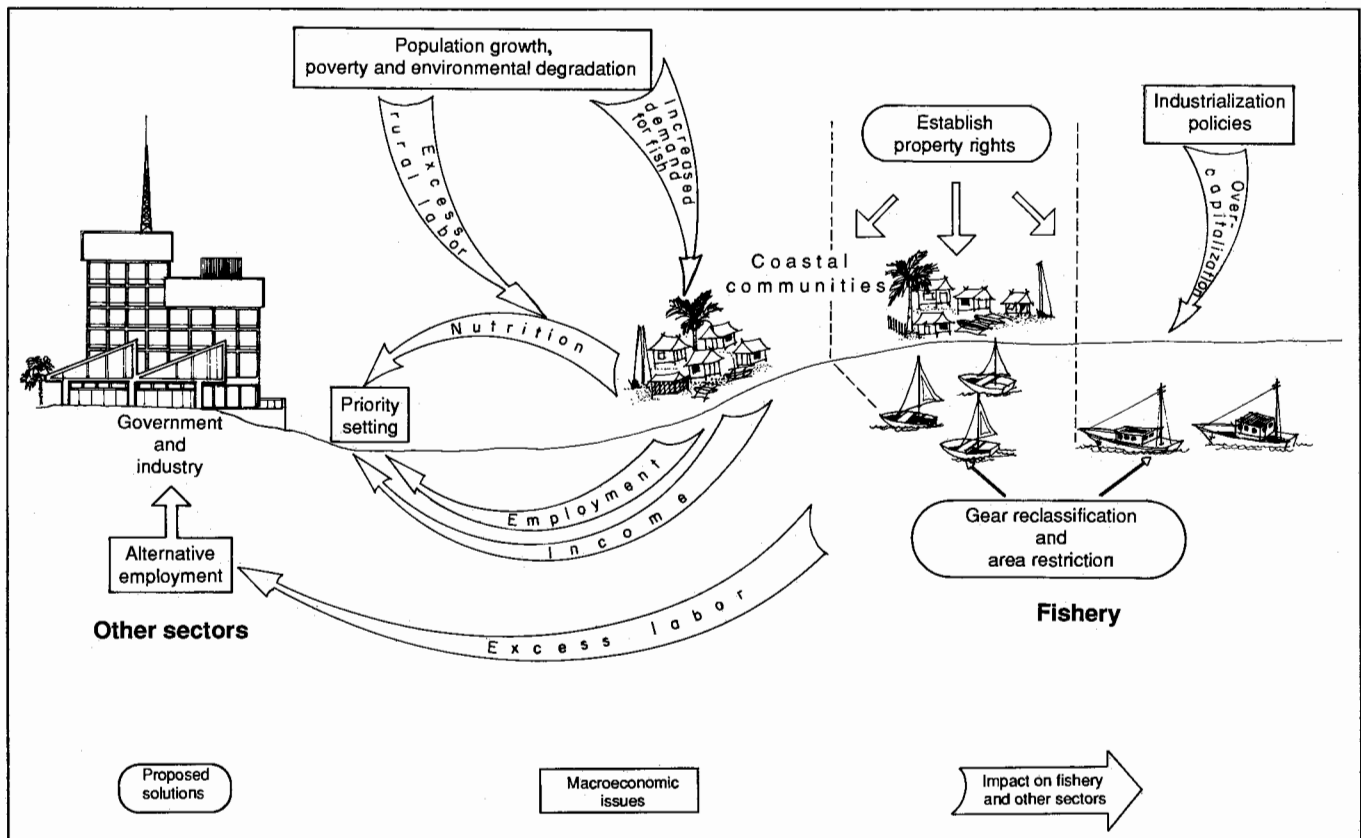 Population growth,
poverty and environmental degradation
Excess
rural labor
Increased
demand
for fish
Establish
property rights
Industrialization
policies
Over-
capitalization
Coastal
communities
Nutrition
Priority
setting
Government
and
industry
Employment
Income
Alternative
employment
Gear reclassification
and
area restriction
Other sectors
Excess labor
Fishery
Proposed
solutions
Macroeconomic
issues
Impact on fishery
and other sectors